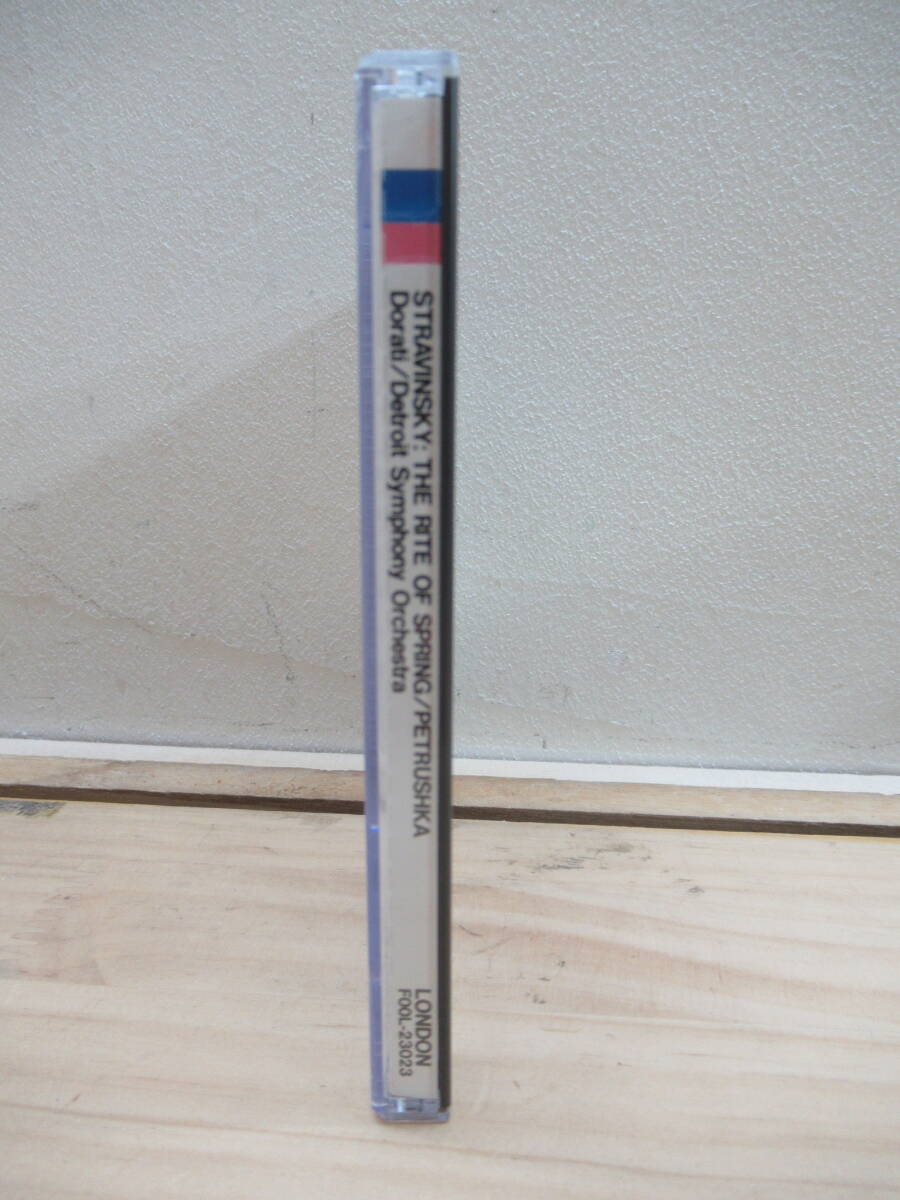 STRAVINSKY: THE RITE OF SPRING/PETRUSHKA
Dorati/Detroit Symphony Orchestra
LONDON
F00L-23023